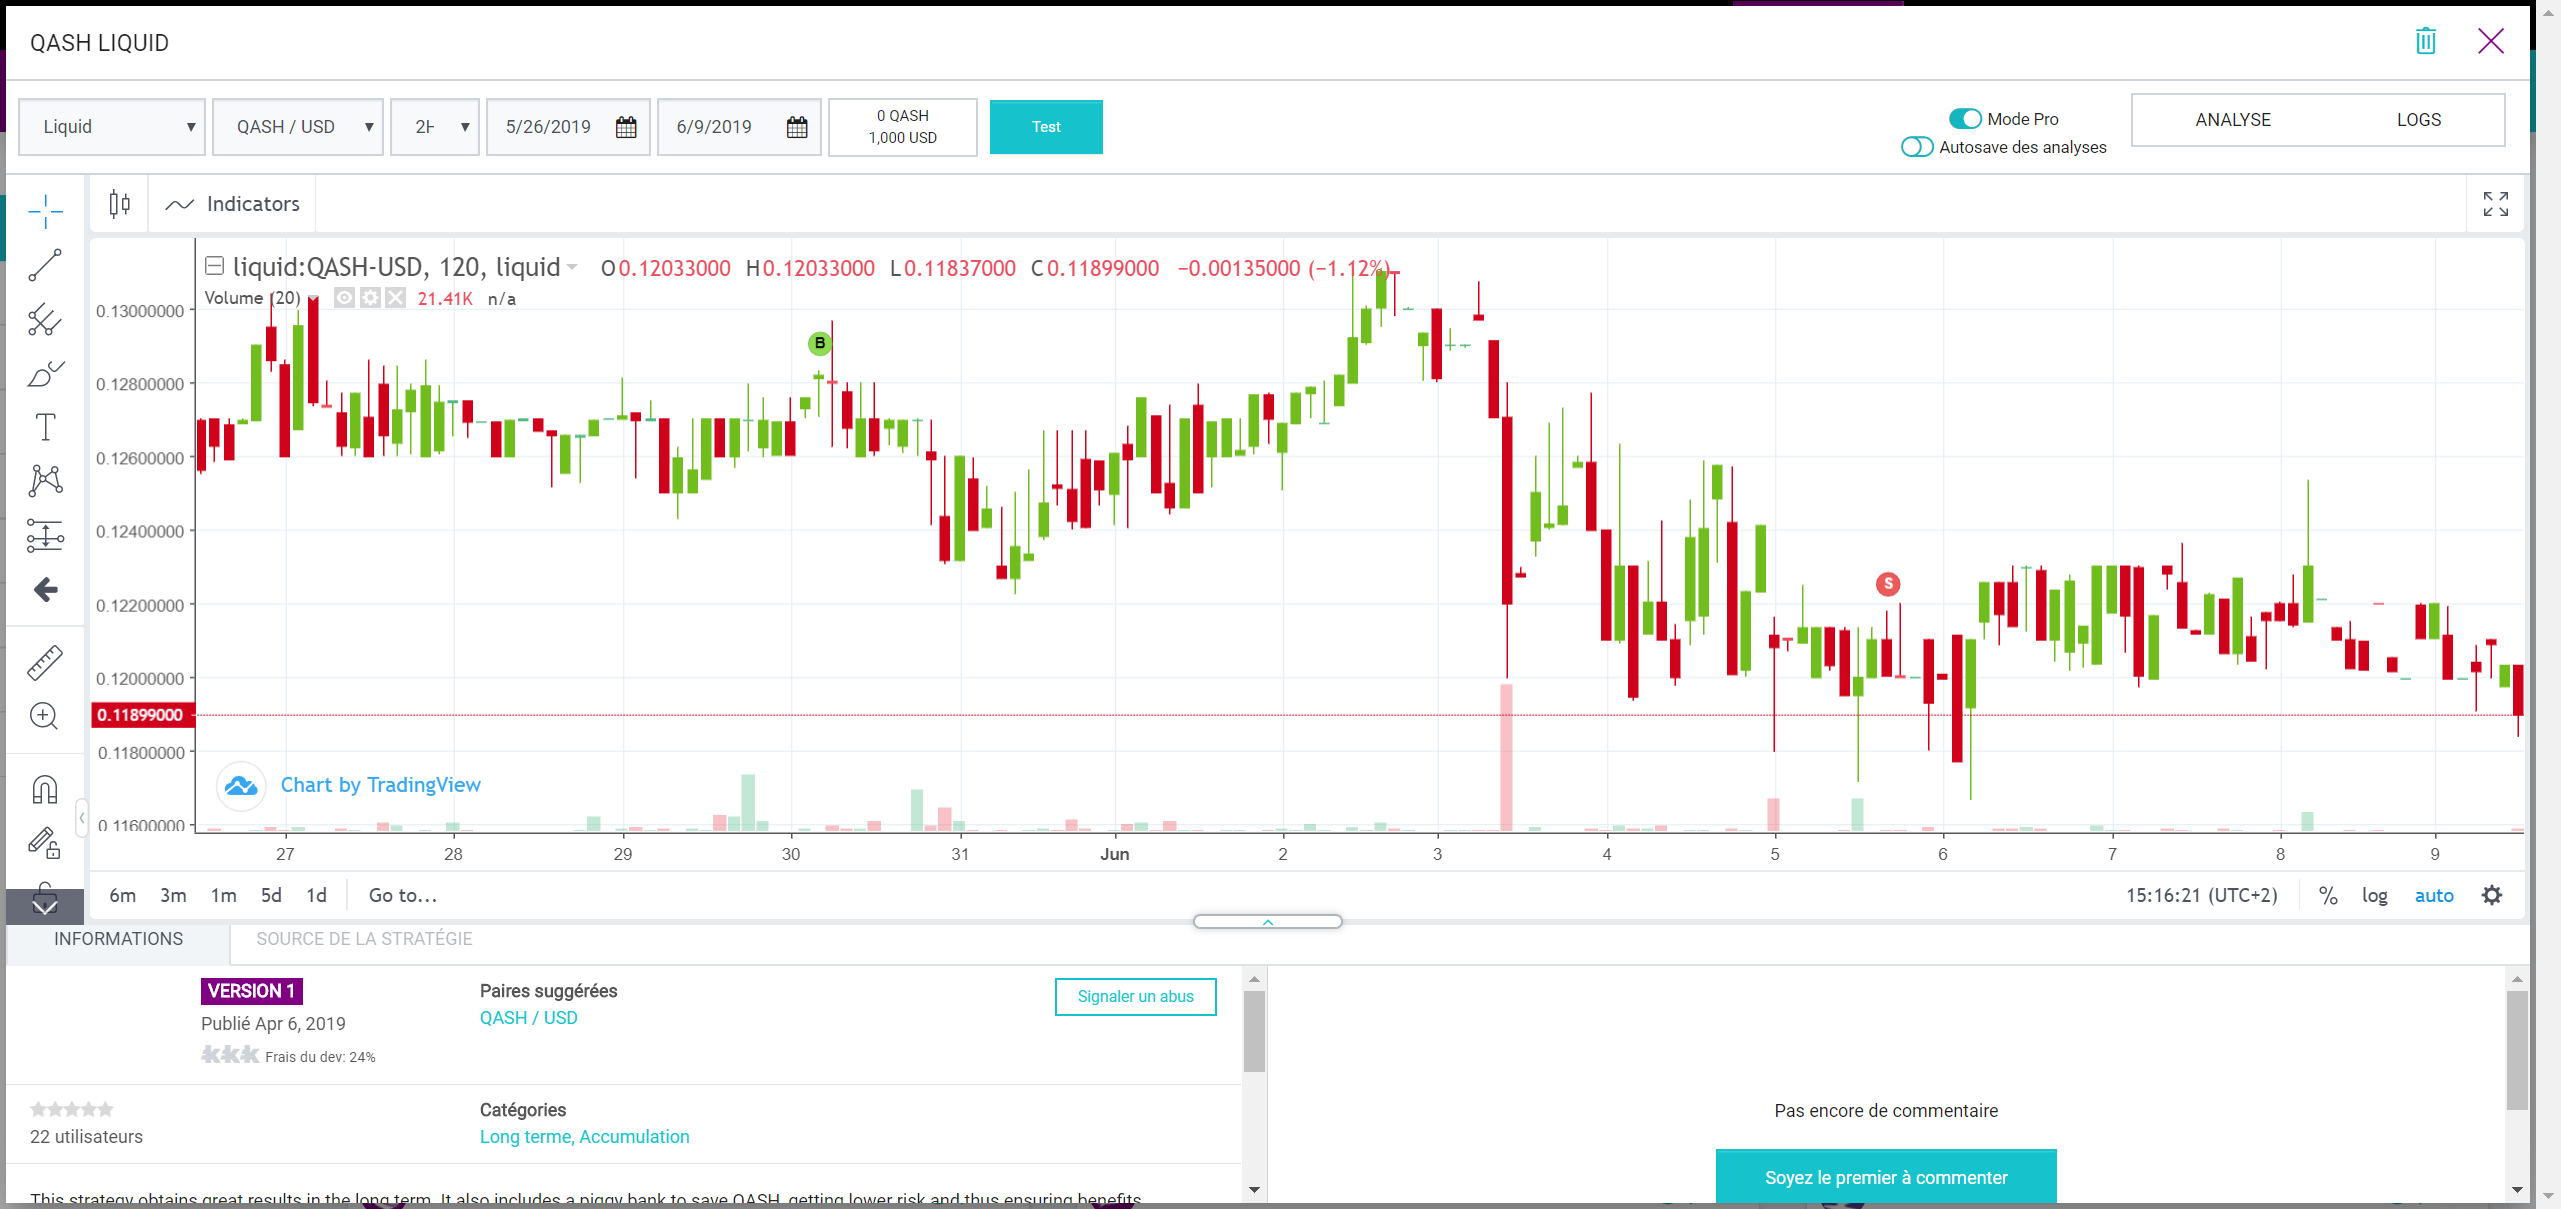 QASH LIQUID
Liquid
QASH / USD
2H
5/26/2019
6/9/2019
0 QASH
1,000 USD
Test
Mode Pro
Autosave des analyses
ANALYSE
LOGS
Indicators
liquid:QASH-USD, 120, liquid
O0.12033000 H0.12033000 L0.11837000 C0.11899000 −0.00135000 (−1.12%)
Volume (20)
21.41K n/a
0.13000000
0.12800000
0.12600000
0.12400000
0.12200000
0.12000000
0.11899000
0.11800000
0.11600000
B
S
T
Chart by TradingView
27
28
29
30
31
Jun
2
3
4
5
6
7
8
9
6m
3m
1m
5d
1d
Go to...
15:16:21 (UTC+2)
%
log
auto
INFORMATIONS
SOURCE DE LA STRATÉGIE
VERSION 1
Publié Apr 6, 2019
Frais du dev: 24%
Paires suggérées
QASH / USD
Signaler un abus
22 utilisateurs
Catégories
Long terme, Accumulation
This strategy obtains great results in the long term. It also includes a piggy bank to save QASH, getting lower risk and thus ensuring benefits
Pas encore de commentaire
Soyez le premier à commenter